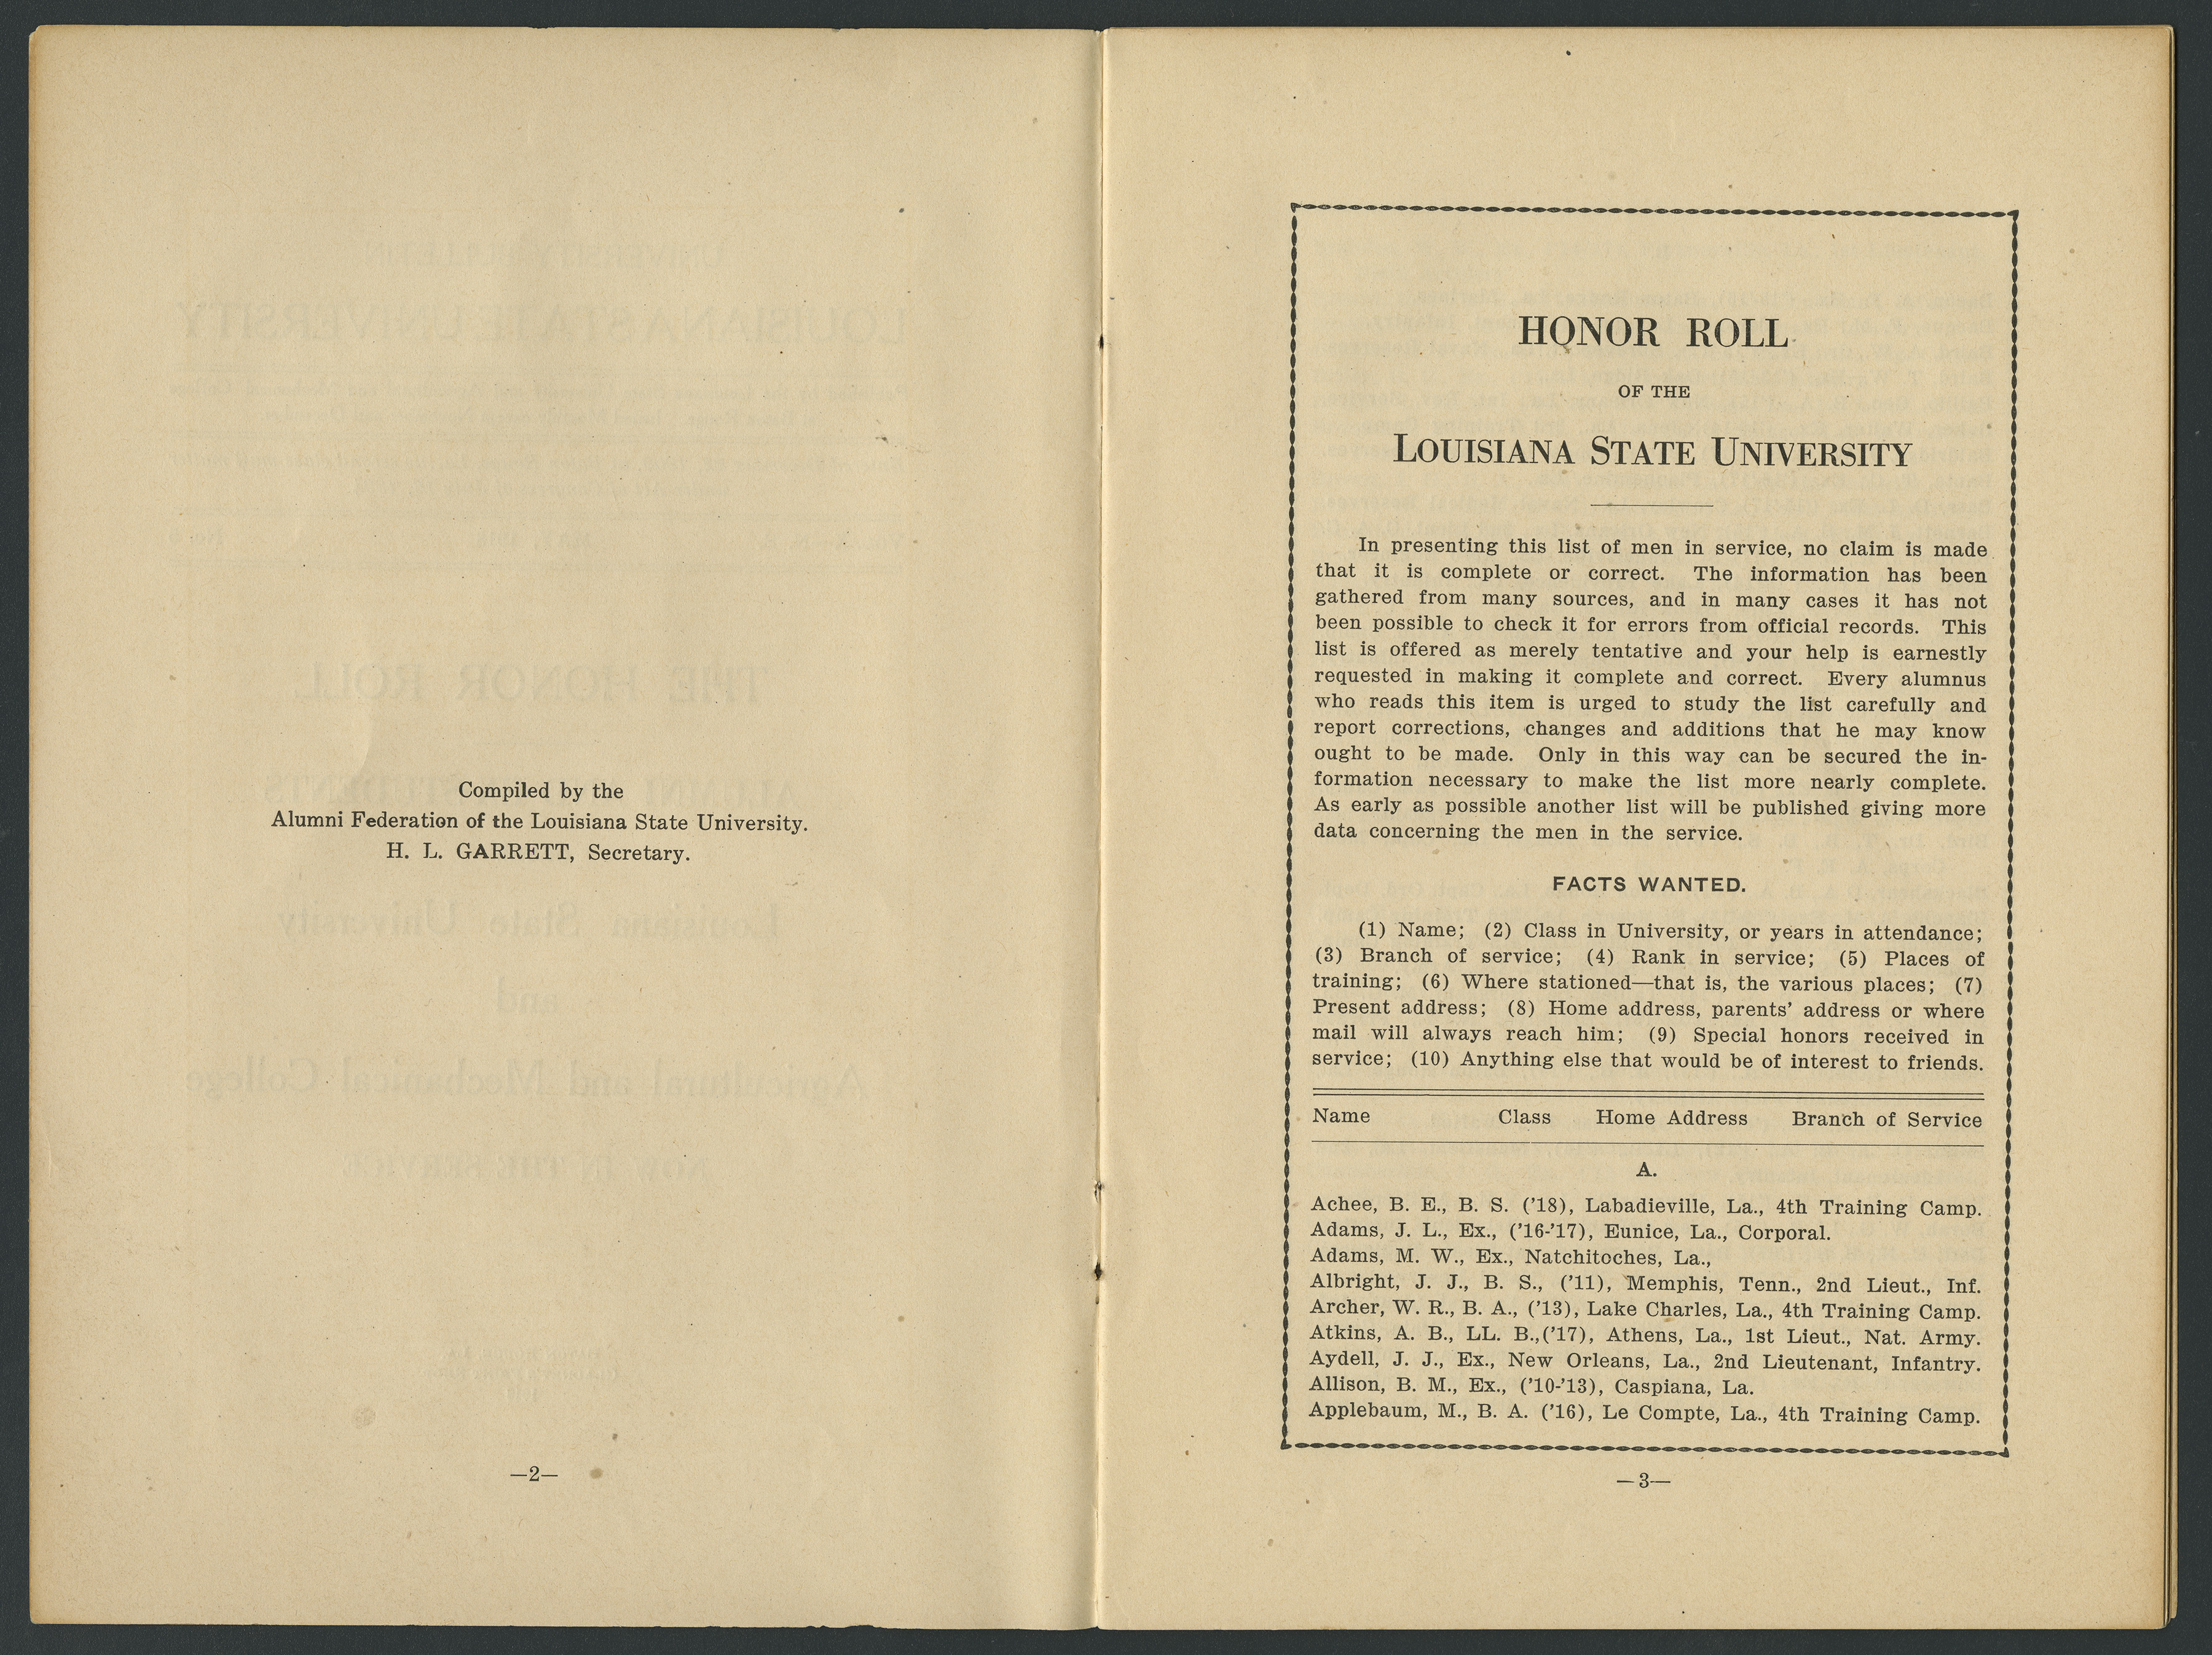 Compiled by the
Alumni Federation of the Louisiana State University.
H. L. GARRETT, Secretary.
—2—
HONOR ROLL
OF THE
LOUISIANA STATE UNIVERSITY
In presenting this list of men in service, no claim is made
that it is complete or correct. The information has been
gathered from many sources, and in many cases it has not
been possible to check it for errors from official records. This
list is offered as merely tentative and your help is earnestly
requested in making it complete and correct. Every alumnus
who reads this item is urged to study the list carefully and
report corrections, changes and additions that he may know
ought to be made. Only in this way can be secured the in-
formation necessary to make the list more nearly complete.
As early as possible another list will be published giving more
data concerning the men in the service.
FACTS WANTED.
(1) Name; (2) Class in University, or years in attendance;
(3) Branch of service; (4) Rank in service; (5) Places of
training; (6) Where stationed—that is, the various places; (7)
Present address; (8) Home address, parents' address or where
mail will always reach him; (9) Special honors received in
service; (10) Anything else that would be of interest to friends.
Name Class Home Address Branch of Service
A.
Achee, B. E., B. S. ('18), Labadieville, La., 4th Training Camp.
Adams, J. L., Ex., ('16-'17), Eunice, La., Corporal.
Adams, M. W., Ex., Natchitoches, La.,
Albright, J. J., B. S., ('11), Memphis, Tenn., 2nd Lieut., Inf.
Archer, W. R., B. A., ('13), Lake Charles, La., 4th Training Camp.
Atkins, A. B., LL. B.,('17), Athens, La., 1st Lieut., Nat. Army.
Aydell, J. J., Ex., New Orleans, La., 2nd Lieutenant, Infantry.
Allison, B. M., Ex., ('10-'13), Caspiana, La.
Applebaum, M., B. A. ('16), Le Compte, La., 4th Training Camp.
—3—